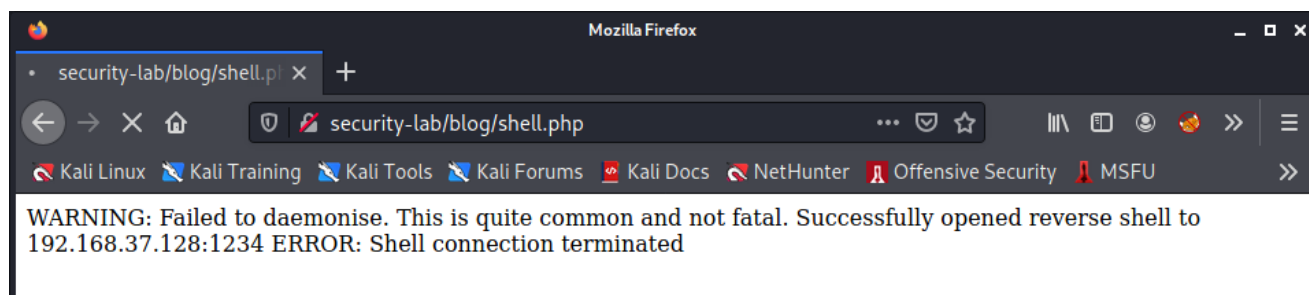 Mozilla Firefox
security-lab/blog/shell.p
security-lab/blog/shell.php
Kali Linux Kali Training Kali Tools Kali Forums Kali Docs NetHunter Offensive Security MSFU
WARNING: Failed to daemonise. This is quite common and not fatal. Successfully opened reverse shell to
192.168.37.128:1234 ERROR: Shell connection terminated